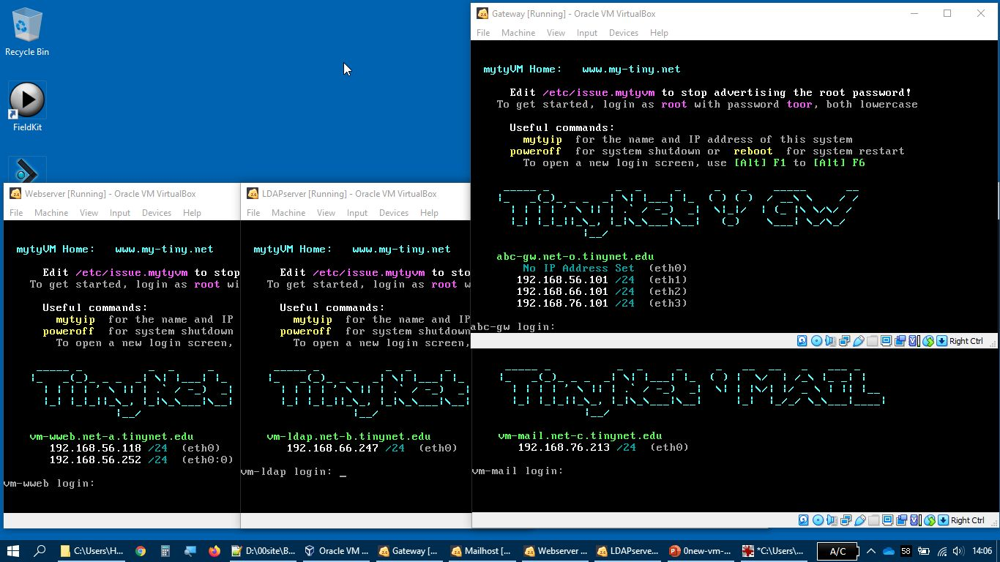 Recycle Bin
FieldKit
Gateway [Running] - Oracle VM VirtualBox
File Machine View Input Devices Help
mytyVM Home: www.my-tiny.net
Edit /etc/issue.mytyvm to stop advertising the root password!
To get started, login as root with password toor, both lowercase
Useful commands:
mytyip for the name and IP address of this system
poweroff for system shutdown or reboot for system restart
To open a new login screen, use [Alt] F1 to [Alt] F6
TinyNet GW
abc-gw.net-o.tinynet.edu
No IP Address Set (eth0)
192.168.56.101 /24 (eth1)
192.168.66.101 /24 (eth2)
192.168.76.101 /24 (eth3)
abc-gw login:
Right Ctrl
Webserver [Running] - Oracle VM VirtualBox
File Machine View Input Devices Help
mytyVM Home: www.my-tiny.net
Edit /etc/issue.mytyvm to stop
To get started, login as root wi
Useful commands:
mytyip for the name and IP
poweroff for system shutdown
To open a new login screen,
TinyNet
vm-wweb.net-a.tinynet.edu
192.168.56.118 /24 (eth0)
192.168.56.252 /24 (eth0:0)
vm-wweb login:
LDAPserver [Running] - Oracle VM VirtualBox
File Machine View Input Devices Help
mytyVM Home: www.my-tiny.net
Edit /etc/issue.mytyvm to stop
To get started, login as root w
Useful commands:
mytyip for the name and IP
poweroff for system shutdown
To open a new login screen,
TinyNet
vm-ldap.net-b.tinynet.edu
192.168.66.247 /24 (eth0)
vm-ldap login: _
TinyNet MAIL
vm-mail.net-c.tinynet.edu
192.168.76.213 /24 (eth0)
vm-mail login:
Right Ctrl
C:\Users\H... D:\00site\B... Oracle VM ... Gateway [... Mailhost [... Webserver ... LDAPserve... 0new-vm-... *C:\Users\... A/C 58 14:06